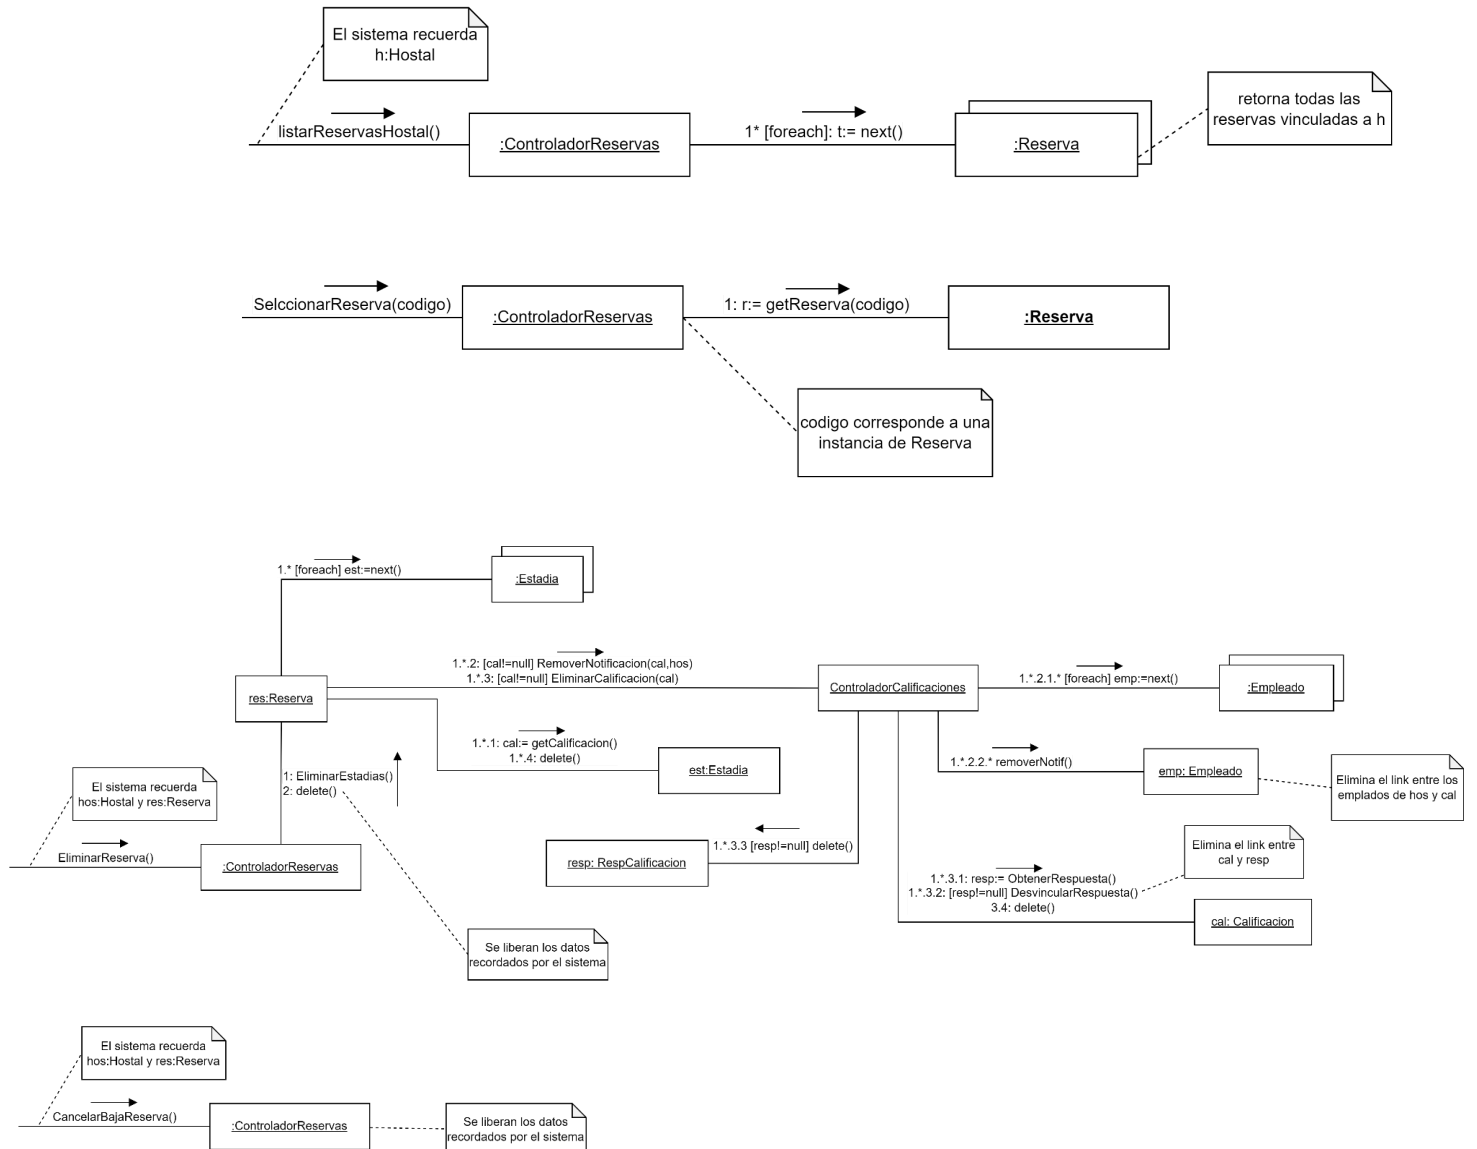 El sistema recuerda
h:Hostal
listarReservasHostal()
:ControladorReservas
1* [foreach]: t:= next()
:Reserva
retorna todas las
reservas vinculadas a h
SelccionarReserva(codigo)
:ControladorReservas
1: r:= getReserva(codigo)
:Reserva
codigo corresponde a una
instancia de Reserva
1.* [foreach] est:=next()
:Estadia
res:Reserva
1.*.2: [cal!=null] RemoverNotificacion(cal,hos)
1.*.3: [cal!=null] EliminarCalificacion(cal)
ControladorCalificaciones
1.*.2.1.* [foreach] emp:=next()
:Empleado
1.*.1: cal:= getCalificacion()
1.*.4: delete()
est:Estadia
1.*.2.2.* removerNotif()
emp: Empleado
Elimina el link entre los
emplados de hos y cal
El sistema recuerda
hos:Hostal y res:Reserva
1: EliminarEstadias()
2: delete()
EliminarReserva()
:ControladorReservas
resp: RespCalificacion
1.*.3.3 [resp!=null] delete()
Elimina el link entre
cal y resp
1.*.3.1: resp:= ObtenerRespuesta()
1.*.3.2: [resp!=null] DesvincularRespuesta()
3.4: delete()
cal: Calificacion
Se liberan los datos
recordados por el sistema
El sistema recuerda
hos:Hostal y res:Reserva
CancelarBajaReserva()
:ControladorReservas
Se liberan los datos
recordados por el sistema